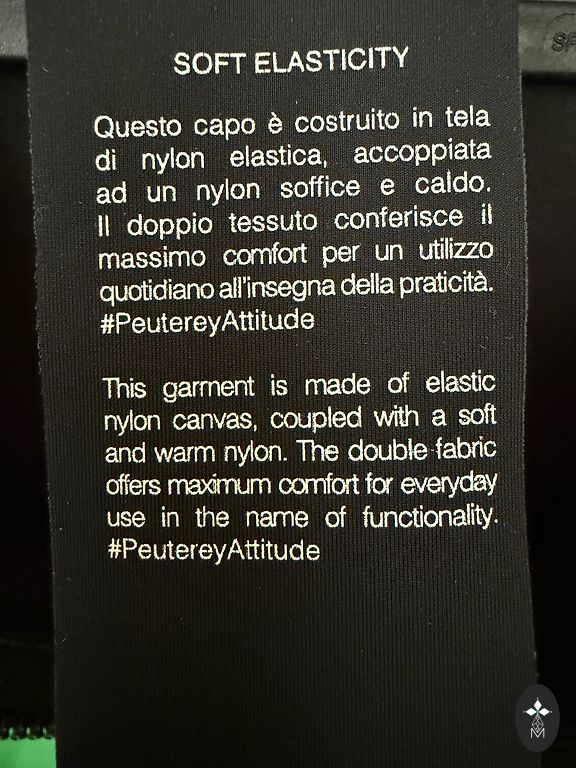 SOFT ELASTICITY
Questo capo è costruito in tela
di nylon elastica, accoppiata
ad un nylon soffice e caldo.
Il doppio tessuto conferisce il
massimo comfort per un utilizzo
quotidiano all'insegna della praticità.
#PeutereyAttitude
This garment is made of elastic
nylon canvas, coupled with a soft
and warm nylon. The double fabric
offers maximum comfort for everyday
use in the name of functionality.
#PeutereyAttitude